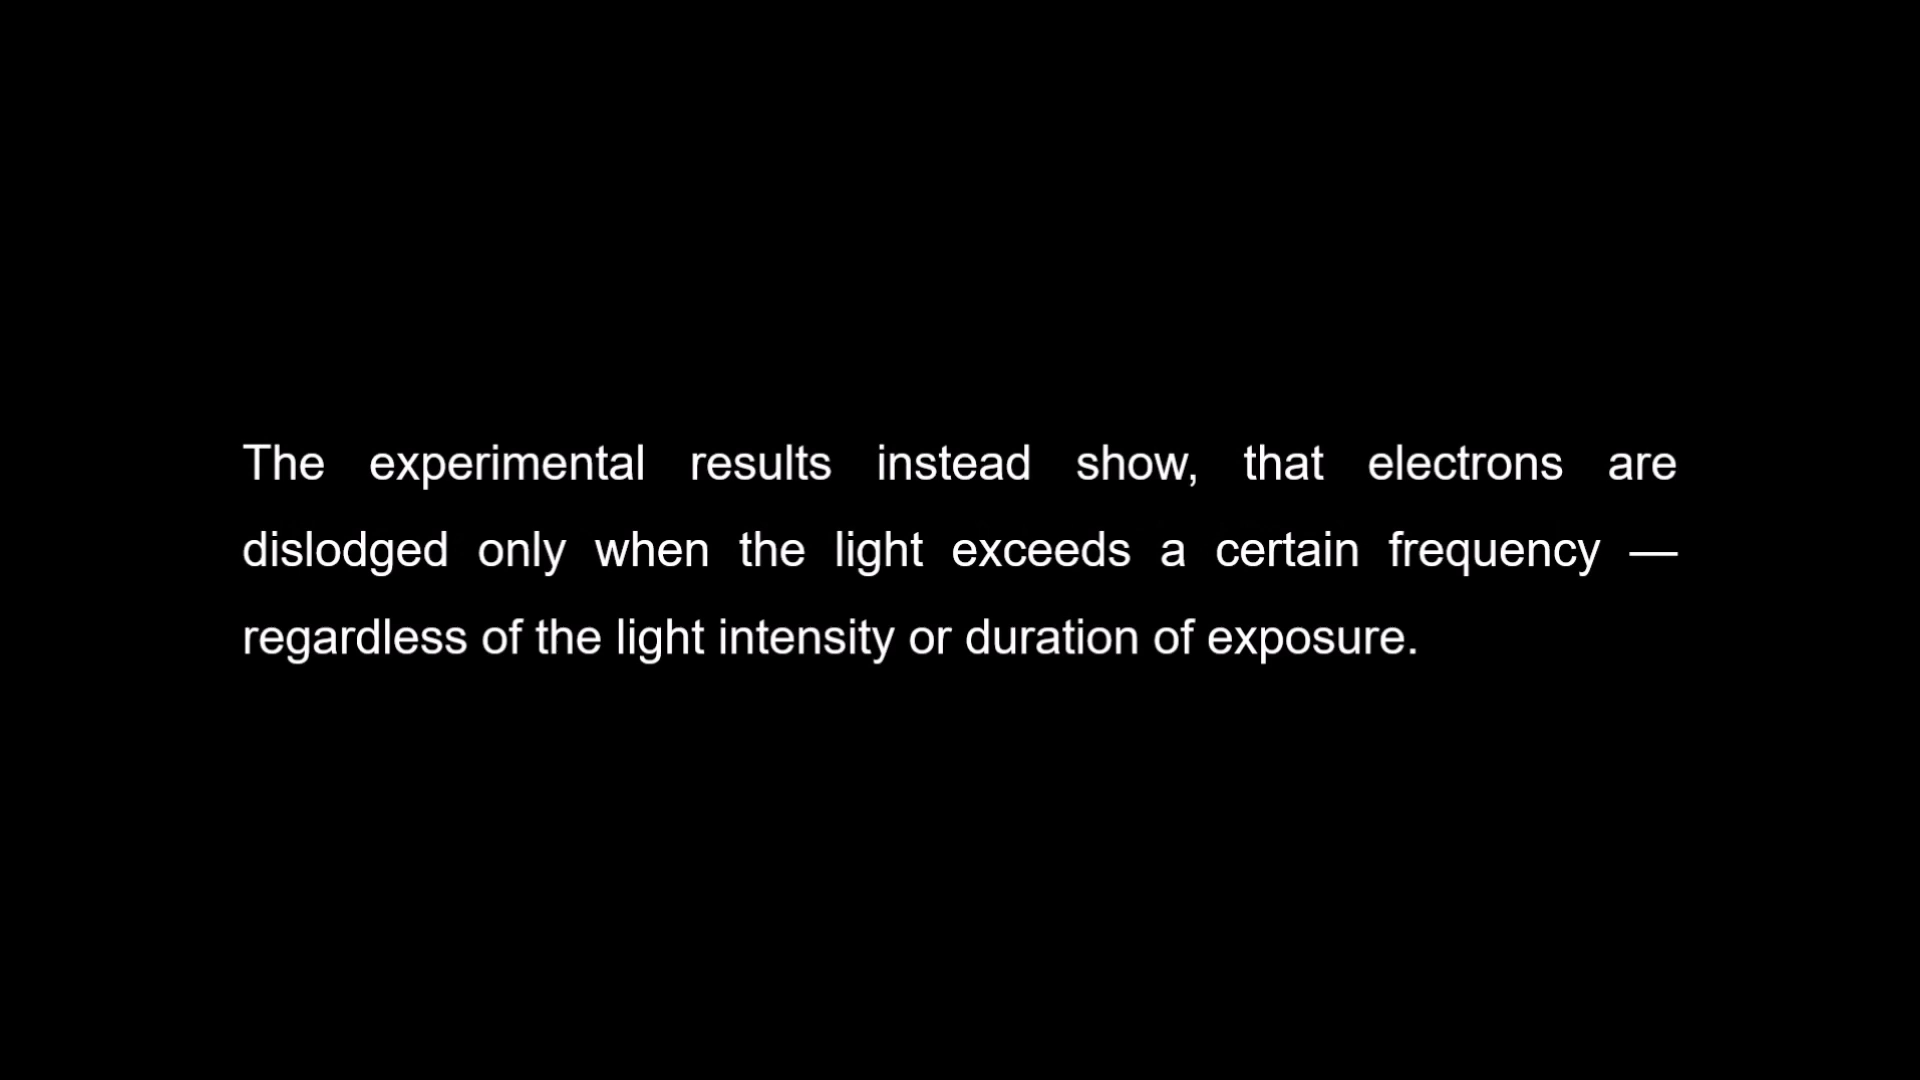 The experimental results instead show, that electrons are
dislodged only when the light exceeds a certain frequency —
regardless of the light intensity or duration of exposure.